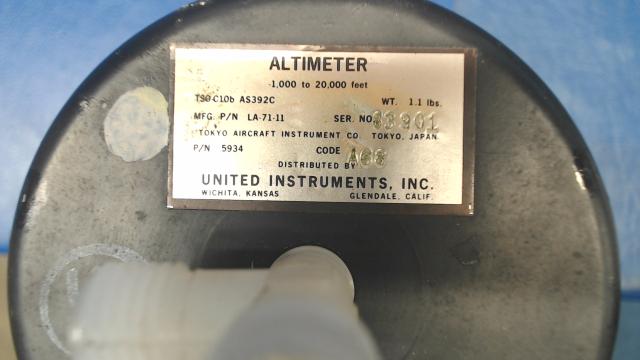 ALTIMETER
-1,000 to 20,000 feet
TSO-C10b AS392C WT. 1.1 lbs.
MFG. P/N LA-71-11 SER. NO. 63901
TOKYO AIRCRAFT INSTRUMENT CO. TOKYO, JAPAN
P/N 5934 CODE
DISTRIBUTED BY
UNITED INSTRUMENTS, INC.
WICHITA, KANSAS GLENDALE, CALIF.